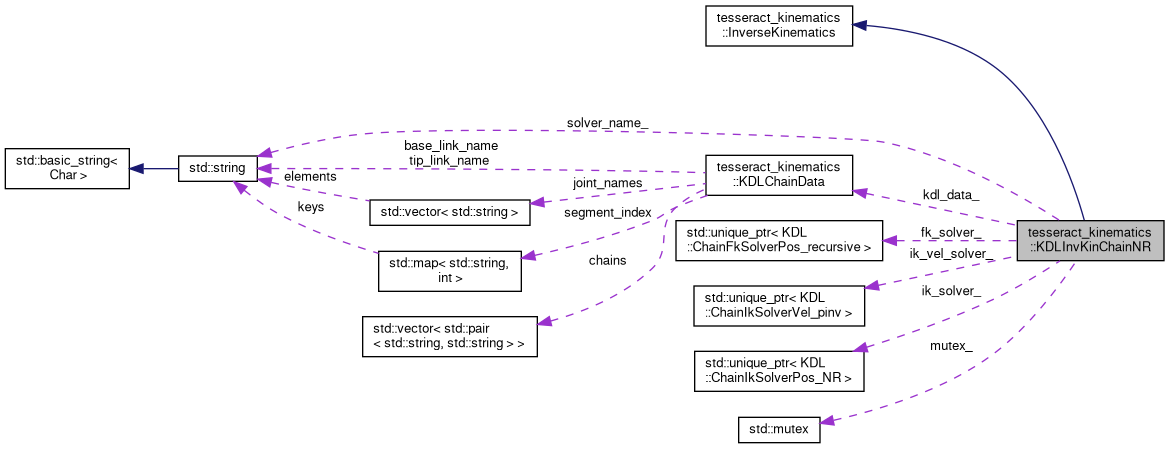 tesseract_kinematics
::InverseKinematics
solver_name_
base_link_name
tip_link_name
std::basic_string<
Char >
std::string
elements
keys
joint_names
segment_index
chains
std::vector< std::string >
std::map< std::string,
int >
std::vector< std::pair
< std::string, std::string > >
tesseract_kinematics
::KDLChainData
std::unique_ptr< KDL
::ChainFkSolverPos_recursive >
std::unique_ptr< KDL
::ChainIkSolverVel_pinv >
std::unique_ptr< KDL
::ChainIkSolverPos_NR >
std::mutex
kdl_data_
fk_solver_
ik_vel_solver_
ik_solver_
mutex_
tesseract_kinematics
::KDLInvKinChainNR